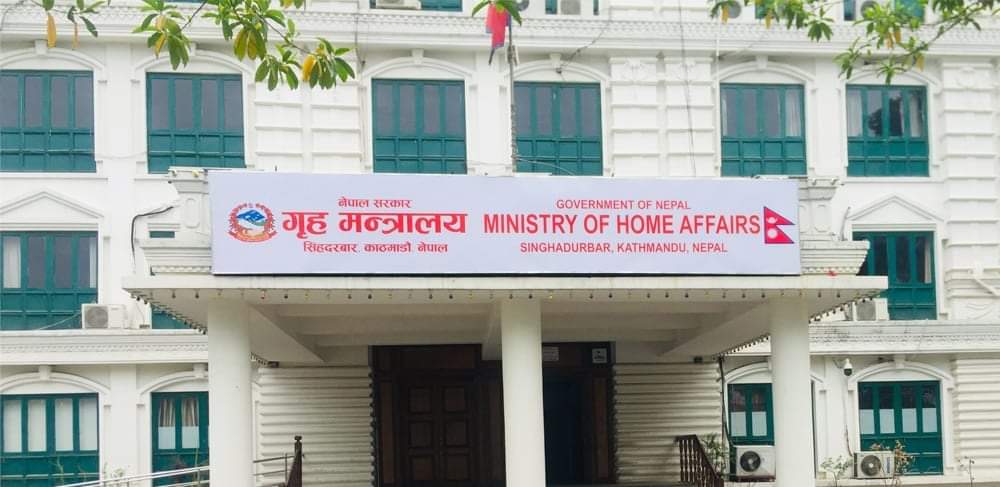 नेपाल सरकार
गृह मन्त्रालय
सिंहदरबार, काठमाडौं, नेपाल
GOVERNMENT OF NEPAL
MINISTRY OF HOME AFFAIRS
SINGHADURBAR, KATHMANDU, NEPAL